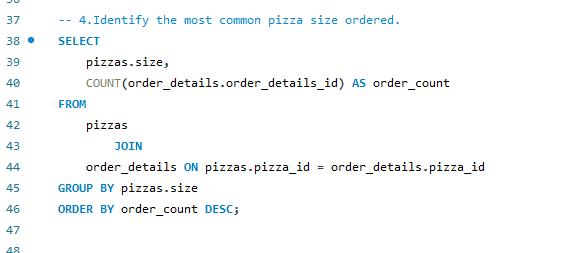 37 -- 4.Identify the most common pizza size ordered.
38 SELECT
39 pizzas.size,
40 COUNT(order_details.order_details_id) AS order_count
41 FROM
42 pizzas
43 JOIN
44 order_details ON pizzas.pizza_id = order_details.pizza_id
45 GROUP BY pizzas.size
46 ORDER BY order_count DESC;
47
48